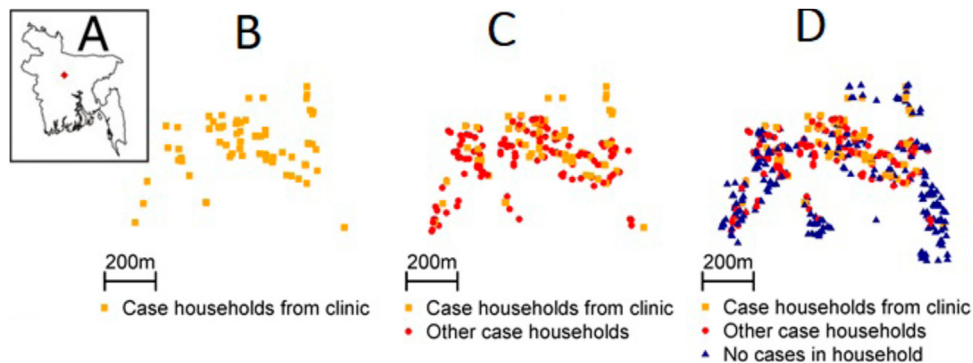 A
B
C
D
200m
200m
200m
Case households from clinic
Case households from clinic
Other case households
Case households from clinic
Other case households
No cases in household